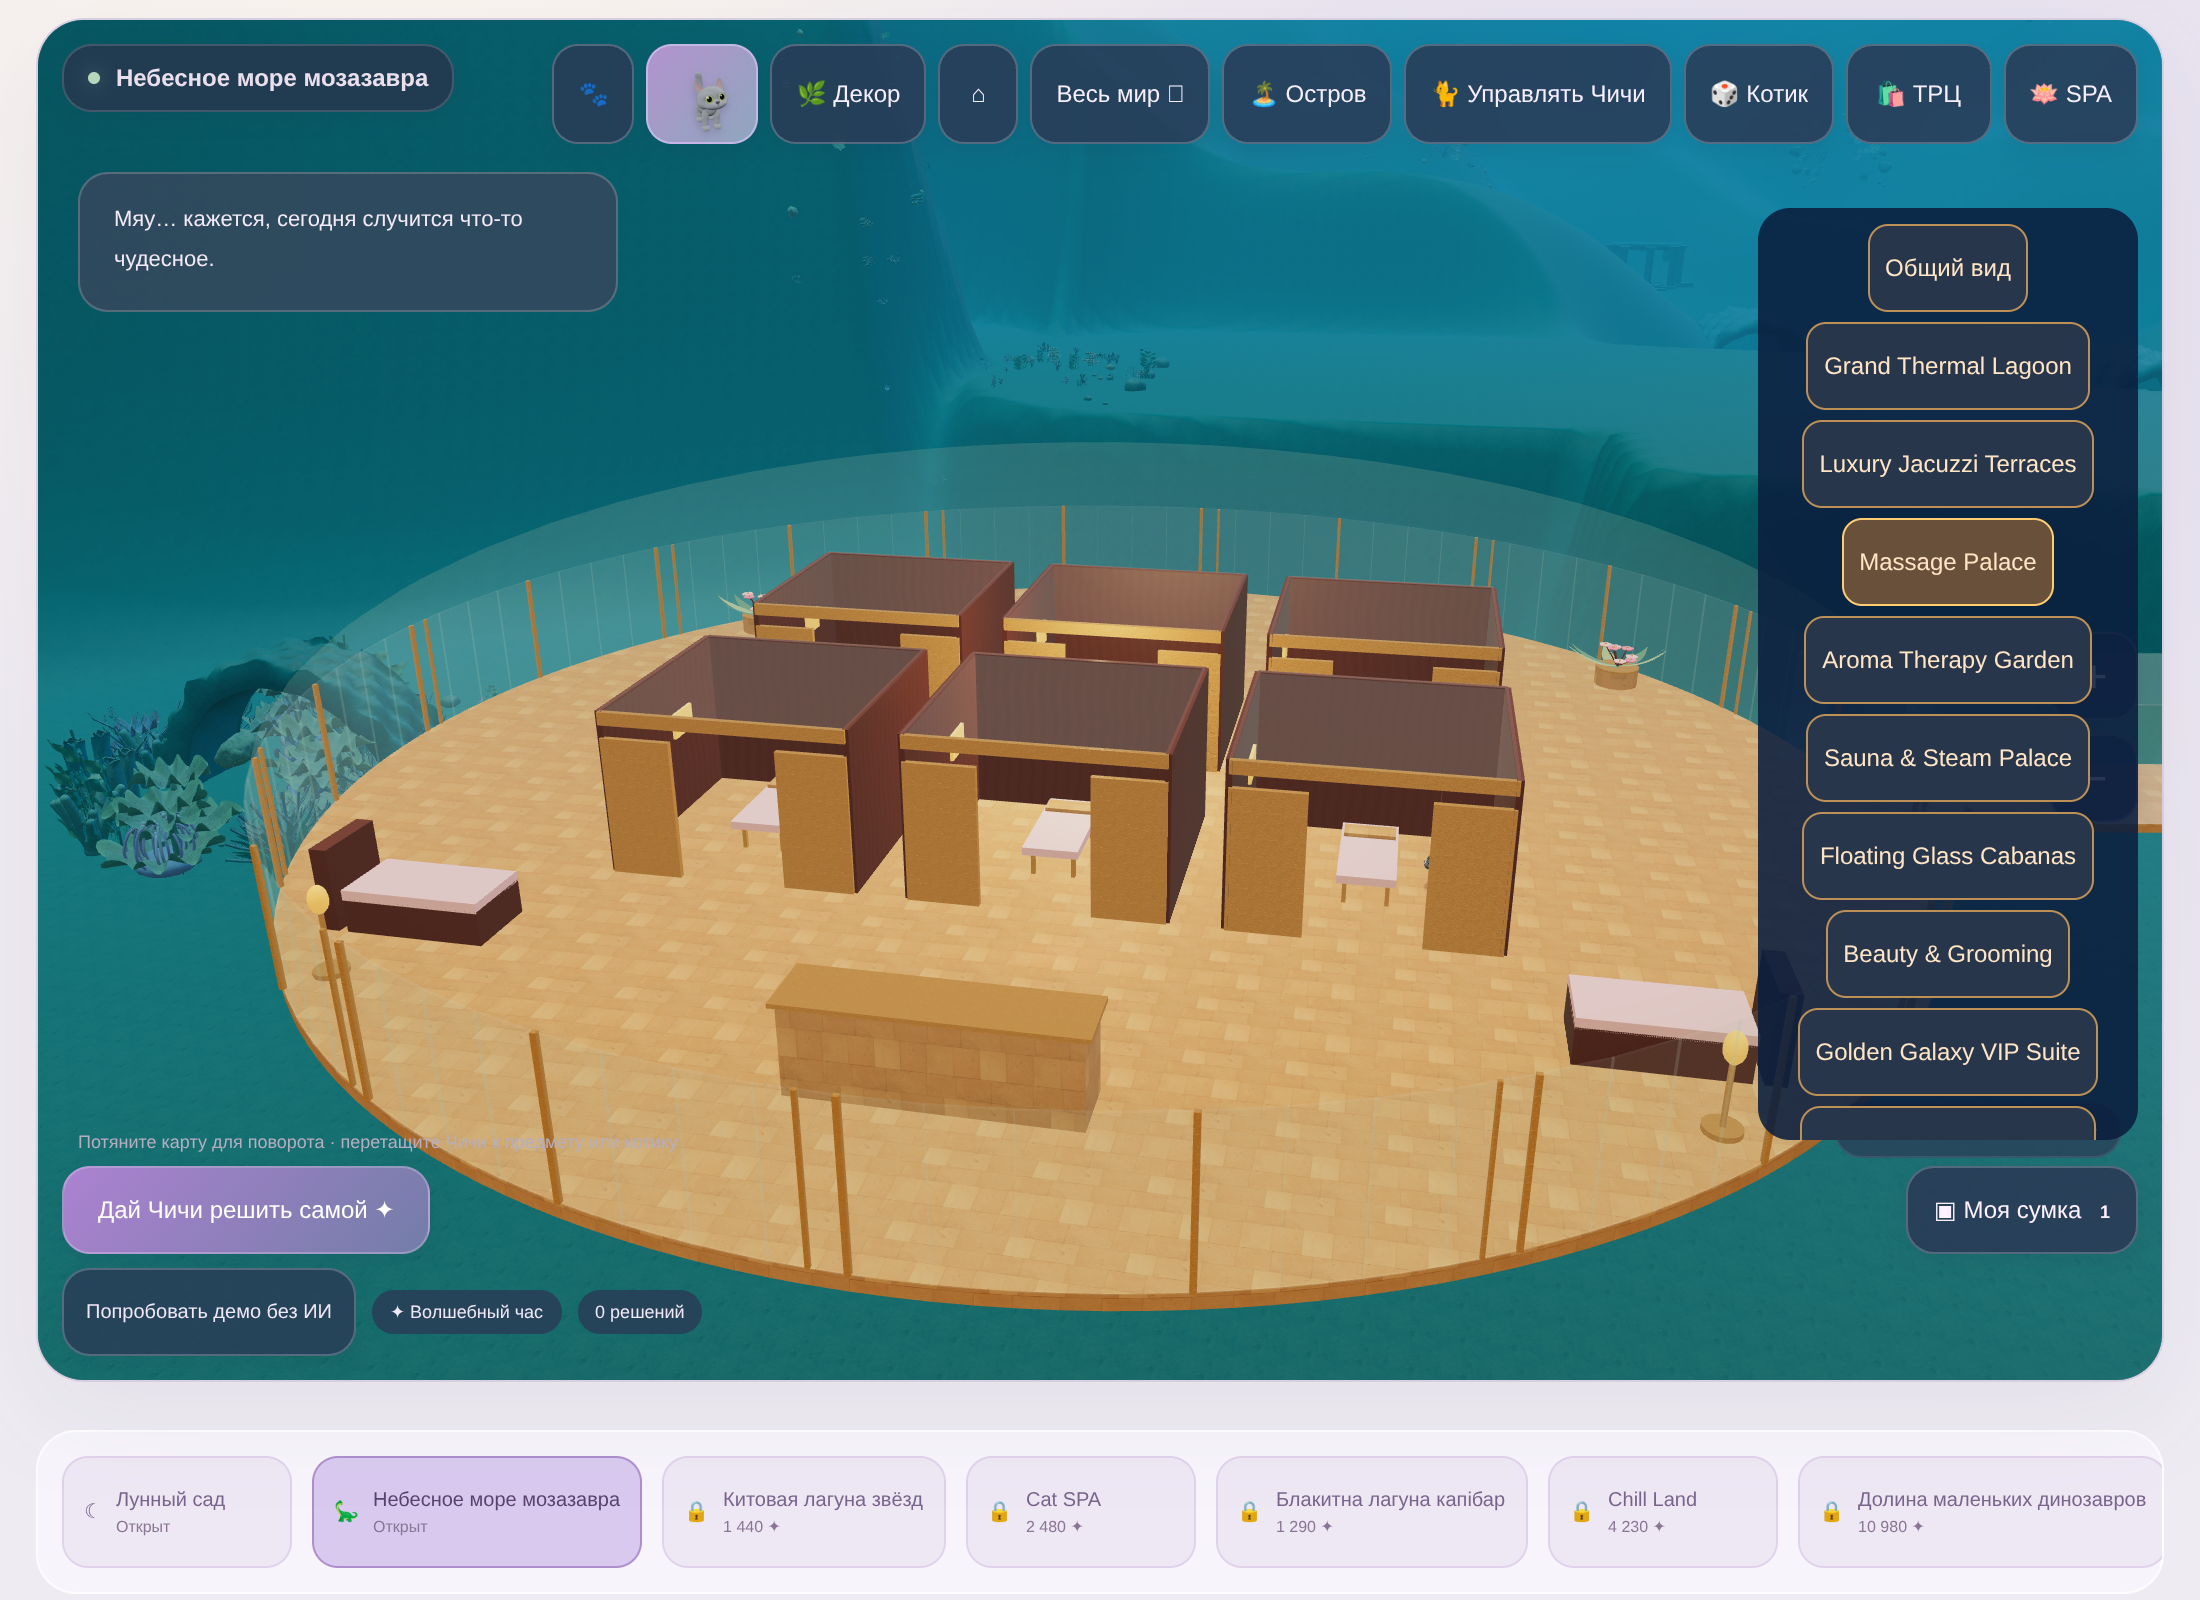 Небесное море мозазавра
Декор
Весь мир
Остров
Управлять Чичи
Котик
ТРЦ
SPA
Мяу… кажется, сегодня случится что-то
чудесное.
Общий вид
Grand Thermal Lagoon
Luxury Jacuzzi Terraces
Massage Palace
Aroma Therapy Garden
Sauna & Steam Palace
Floating Glass Cabanas
Beauty & Grooming
Golden Galaxy VIP Suite
Потяните карту для поворота · перетащите Чичи к предмету или котику
Дай Чичи решить самой ✦
Моя сумка 1
Попробовать демо без ИИ
✦ Волшебный час
0 решений
Лунный сад
Открыт
Небесное море мозазавра
Открыт
Китовая лагуна звёзд
1 440 ✦
Cat SPA
2 480 ✦
Блакитна лагуна капібар
1 290 ✦
Chill Land
4 230 ✦
Долина маленьких динозавров
10 980 ✦